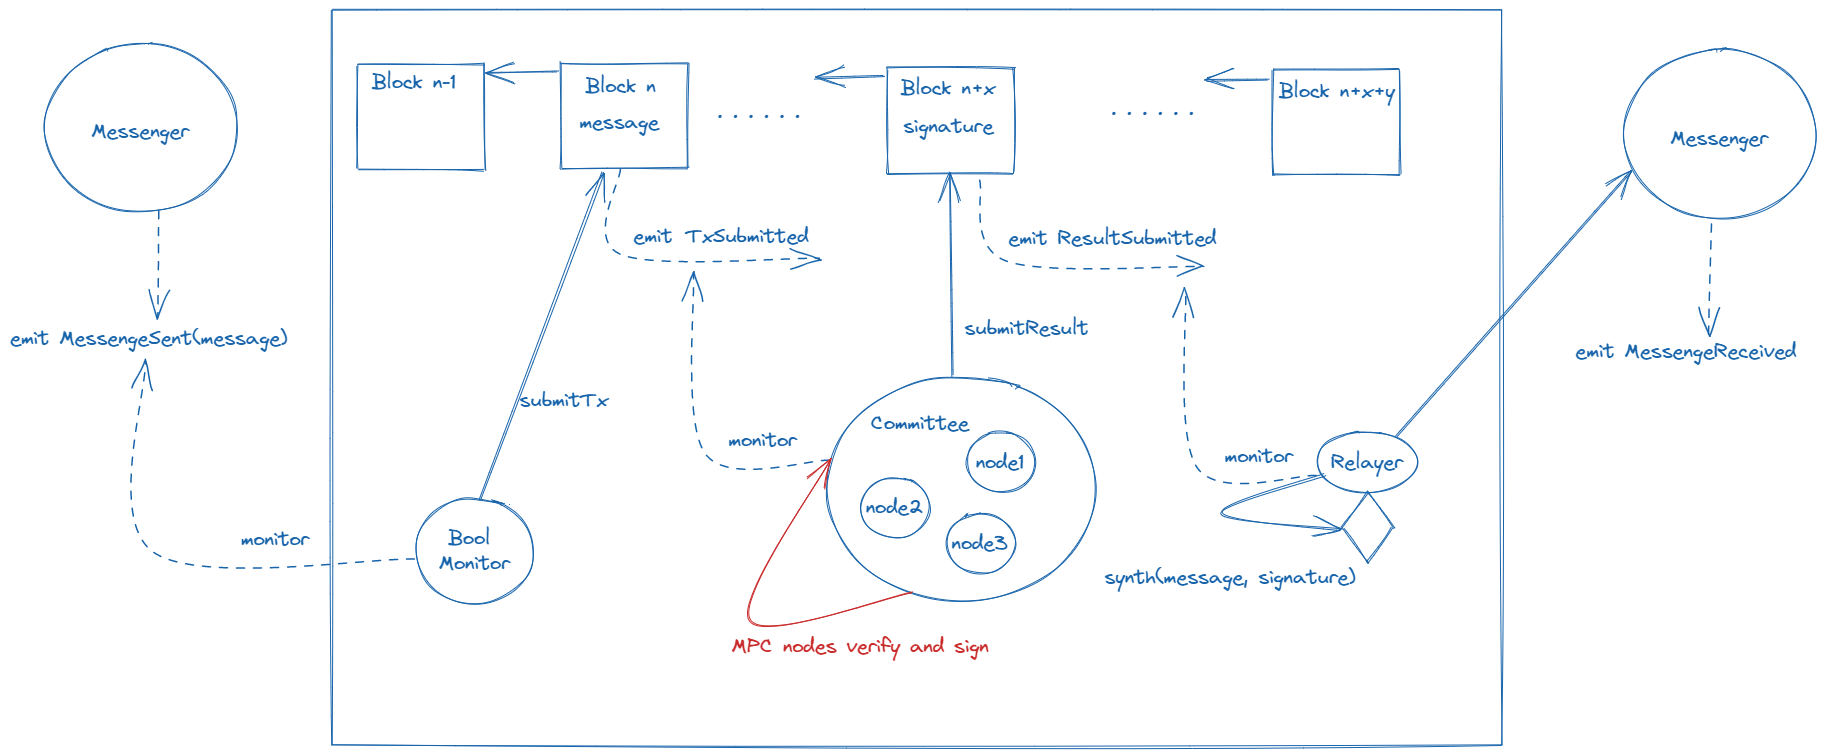 Messenger
emit MessengeSent(message)
monitor
Block n-1
Block n
message
. . . . . .
Block n+x
signature
. . . . . .
Block n+x+y
emit TxSubmitted
emit ResultSubmitted
submitTx
submitResult
monitor
Bool
Monitor
Committee
node1
node2
node3
MPC nodes verify and sign
monitor
Relayer
synth(message, signature)
Messenger
emit MessengeReceived